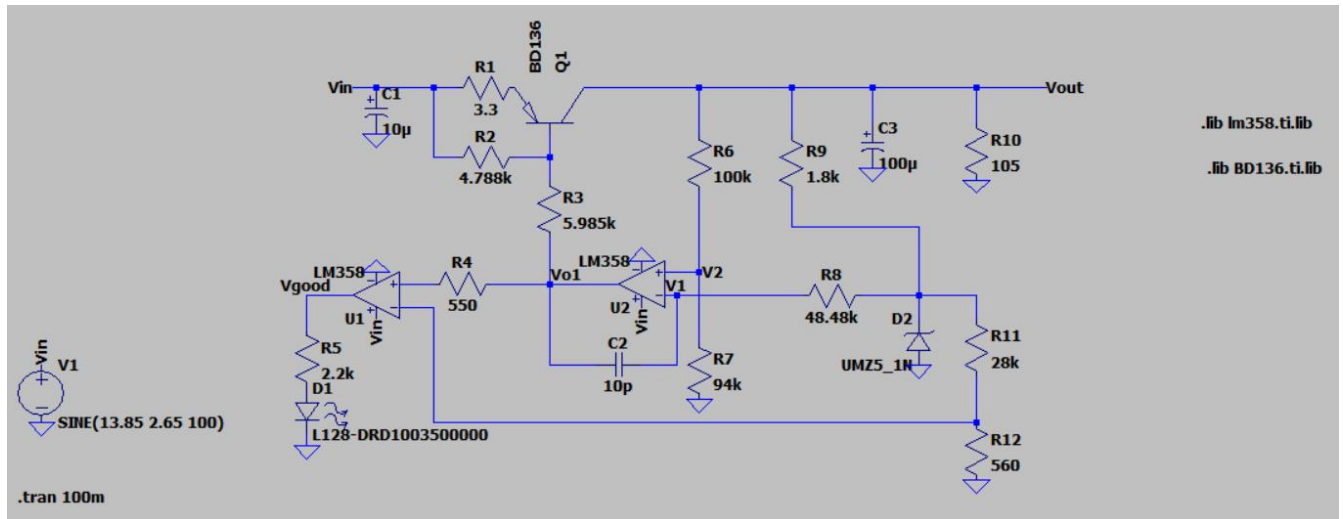 BD136
Q1
Vin
C1
10µ
R1
3.3
R2
4.788k
R3
5.985k
R6
100k
R9
1.8k
C3
100µ
Vout
R10
105
.lib lm358.ti.lib
.lib BD136.ti.lib
Vgood
LM358
U1
Vin
R4
550
Vo1
LM358
U2
Vin
V2
V1
R8
48.48k
D2
UMZ5_1N
R11
28k
C2
10p
R7
94k
R5
2.2k
D1
L128-DRD1003500000
R12
560
Vin
V1
SINE(13.85 2.65 100)
.tran 100m